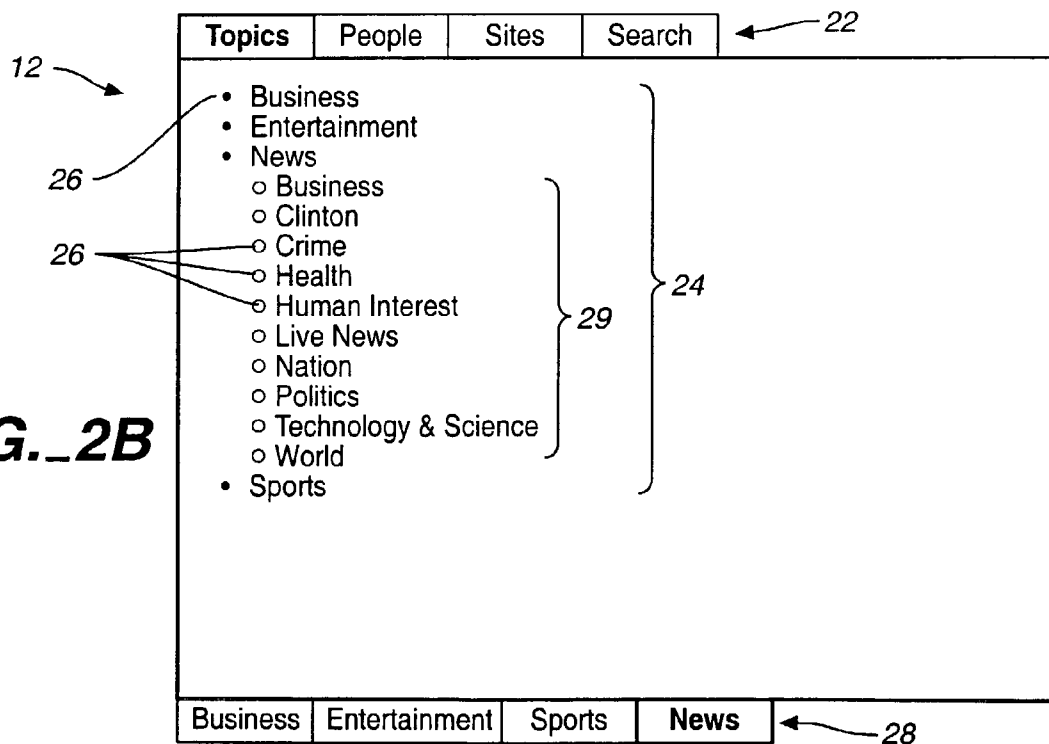 Topics People Sites Search 22
12
• Business
• Entertainment
26
• News
○ Business
○ Clinton
26
○ Crime
○ Health
24
○ Human Interest
29
○ Live News
○ Nation
○ Politics
G._2B
○ Technology & Science
○ World
• Sports
Business Entertainment Sports News 28